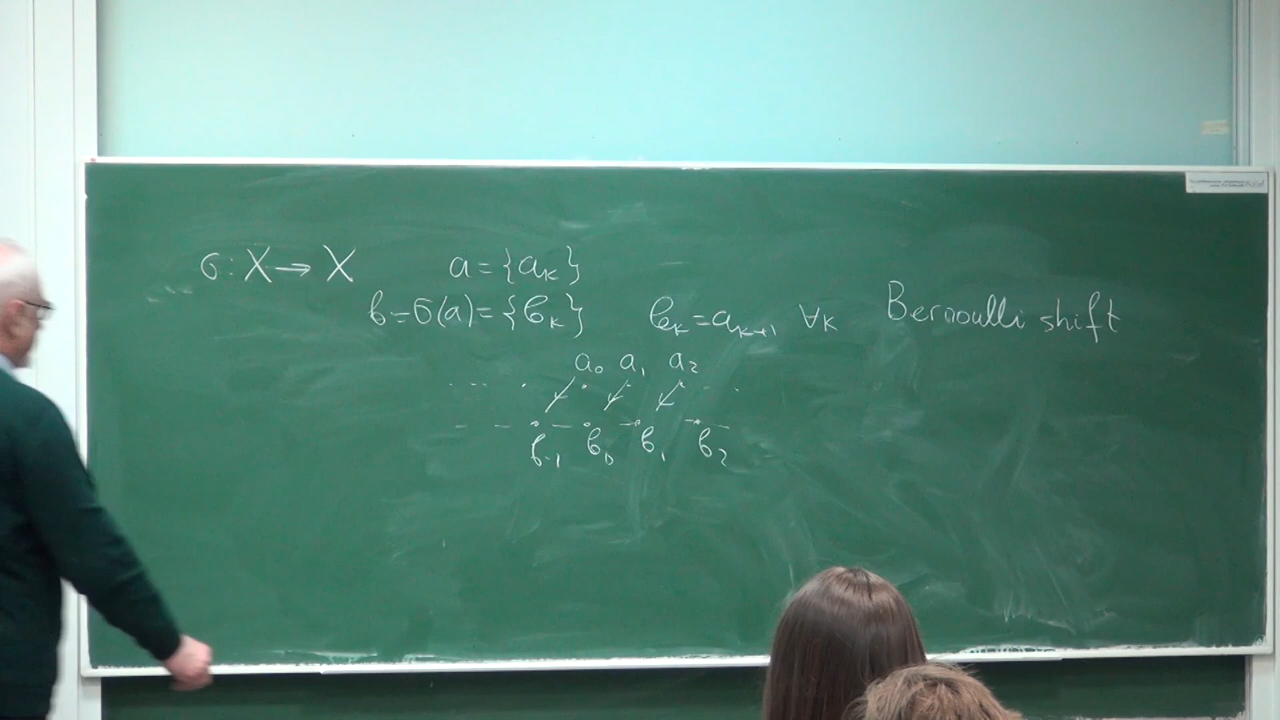 σ: X → X a = {a_k}
b = σ(a) = {b_k} b_k = a_{k+1} ∀k Bernoulli shift
a_0 a_1 a_2
b_{-1} b_0 b_1 b_2